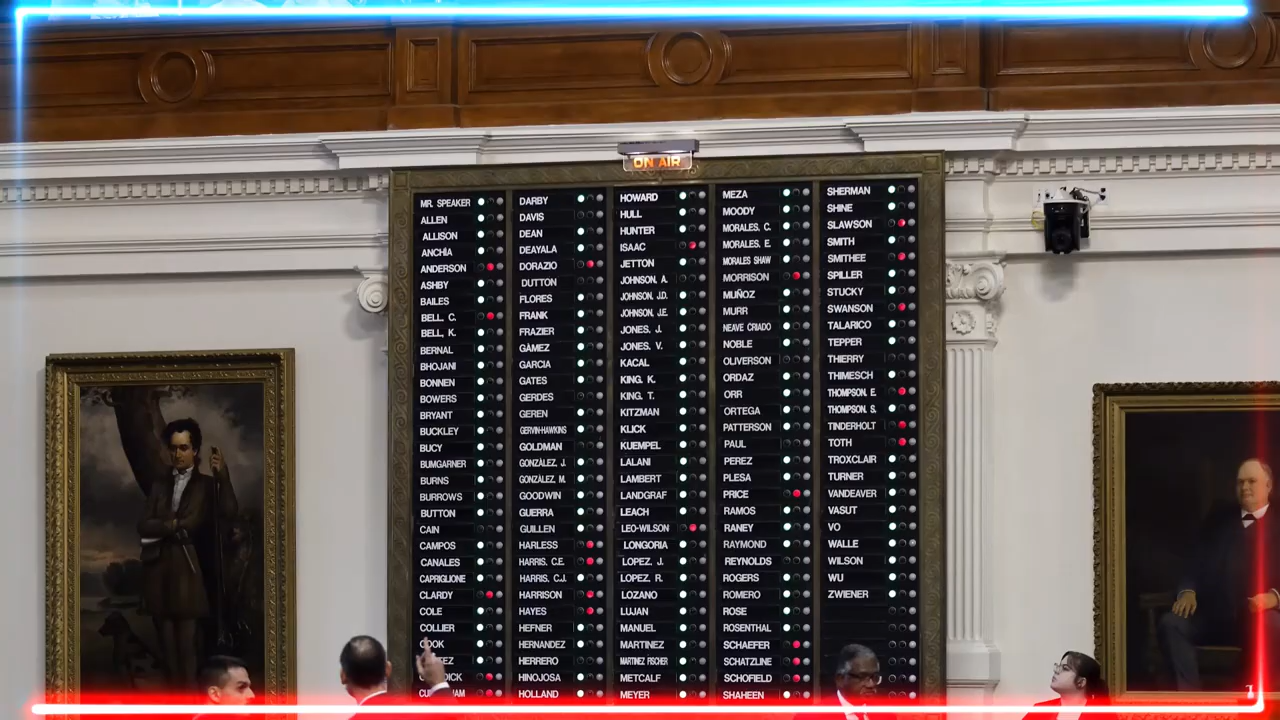 ON AIR
MR. SPEAKER
ALLEN
ALLISON
ANCHÍA
ANDERSON
ASHBY
BAILES
BELL, C.
BELL, K.
BERNAL
BHOJANI
BONNEN
BOWERS
BRYANT
BUCKLEY
BUCY
BUMGARNER
BURNS
BURROWS
BUTTON
CAIN
CAMPOS
CANALES
CAPRIGLIONE
CLARDY
COLE
COLLIER
COOK
DARBY
DAVIS
DEAN
DEAYALA
DORAZIO
DUTTON
FLORES
FRANK
FRAZIER
GÁMEZ
GARCIA
GATES
GERDES
GEREN
GERVIN-HAWKINS
GOLDMAN
GONZÁLEZ, J.
GONZÁLEZ, M.
GOODWIN
GUERRA
GUILLEN
HARLESS
HARRIS, C.E.
HARRIS, C.J.
HARRISON
HAYES
HEFNER
HERNANDEZ
HERRERO
HINOJOSA
HOLLAND
HOWARD
HULL
HUNTER
ISAAC
JETTON
JOHNSON, A.
JOHNSON, J.D.
JOHNSON, J.E.
JONES, J.
JONES, V.
KACAL
KING, K.
KING, T.
KITZMAN
KLICK
KUEMPEL
LALANI
LAMBERT
LANDGRAF
LEACH
LEO-WILSON
LONGORIA
LOPEZ, J.
LOPEZ, R.
LOZANO
LUJAN
MANUEL
MARTINEZ
MARTINEZ FISCHER
METCALF
MEYER
MEZA
MOODY
MORALES, C.
MORALES, E.
MORALES SHAW
MORRISON
MUÑOZ
MURR
NEAVE CRIADO
NOBLE
OLIVERSON
ORDAZ
ORR
ORTEGA
PATTERSON
PAUL
PEREZ
PLESA
PRICE
RAMOS
RANEY
RAYMOND
REYNOLDS
ROGERS
ROMERO
ROSE
ROSENTHAL
SCHAEFER
SCHATZLINE
SCHOFIELD
SHAHEEN
SHERMAN
SHINE
SLAWSON
SMITH
SMITHEE
SPILLER
STUCKY
SWANSON
TALARICO
TEPPER
THIERRY
THIMESCH
THOMPSON, E.
THOMPSON, S.
TINDERHOLT
TOTH
TROXCLAIR
TURNER
VANDEAVER
VASUT
VO
WALLE
WILSON
WU
ZWIENER